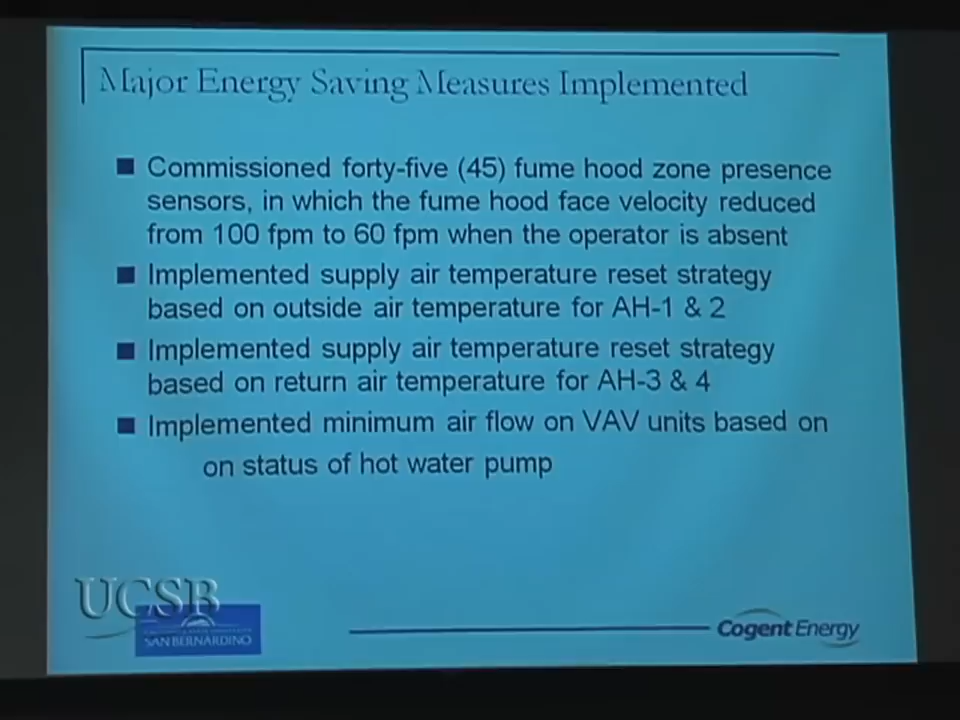 Major Energy Saving Measures Implemented
Commissioned forty-five (45) fume hood zone presence
sensors, in which the fume hood face velocity reduced
from 100 fpm to 60 fpm when the operator is absent
Implemented supply air temperature reset strategy
based on outside air temperature for AH-1 & 2
Implemented supply air temperature reset strategy
based on return air temperature for AH-3 & 4
Implemented minimum air flow on VAV units based on
on status of hot water pump
UCSB
SAN BERNARDINO
Cogent Energy